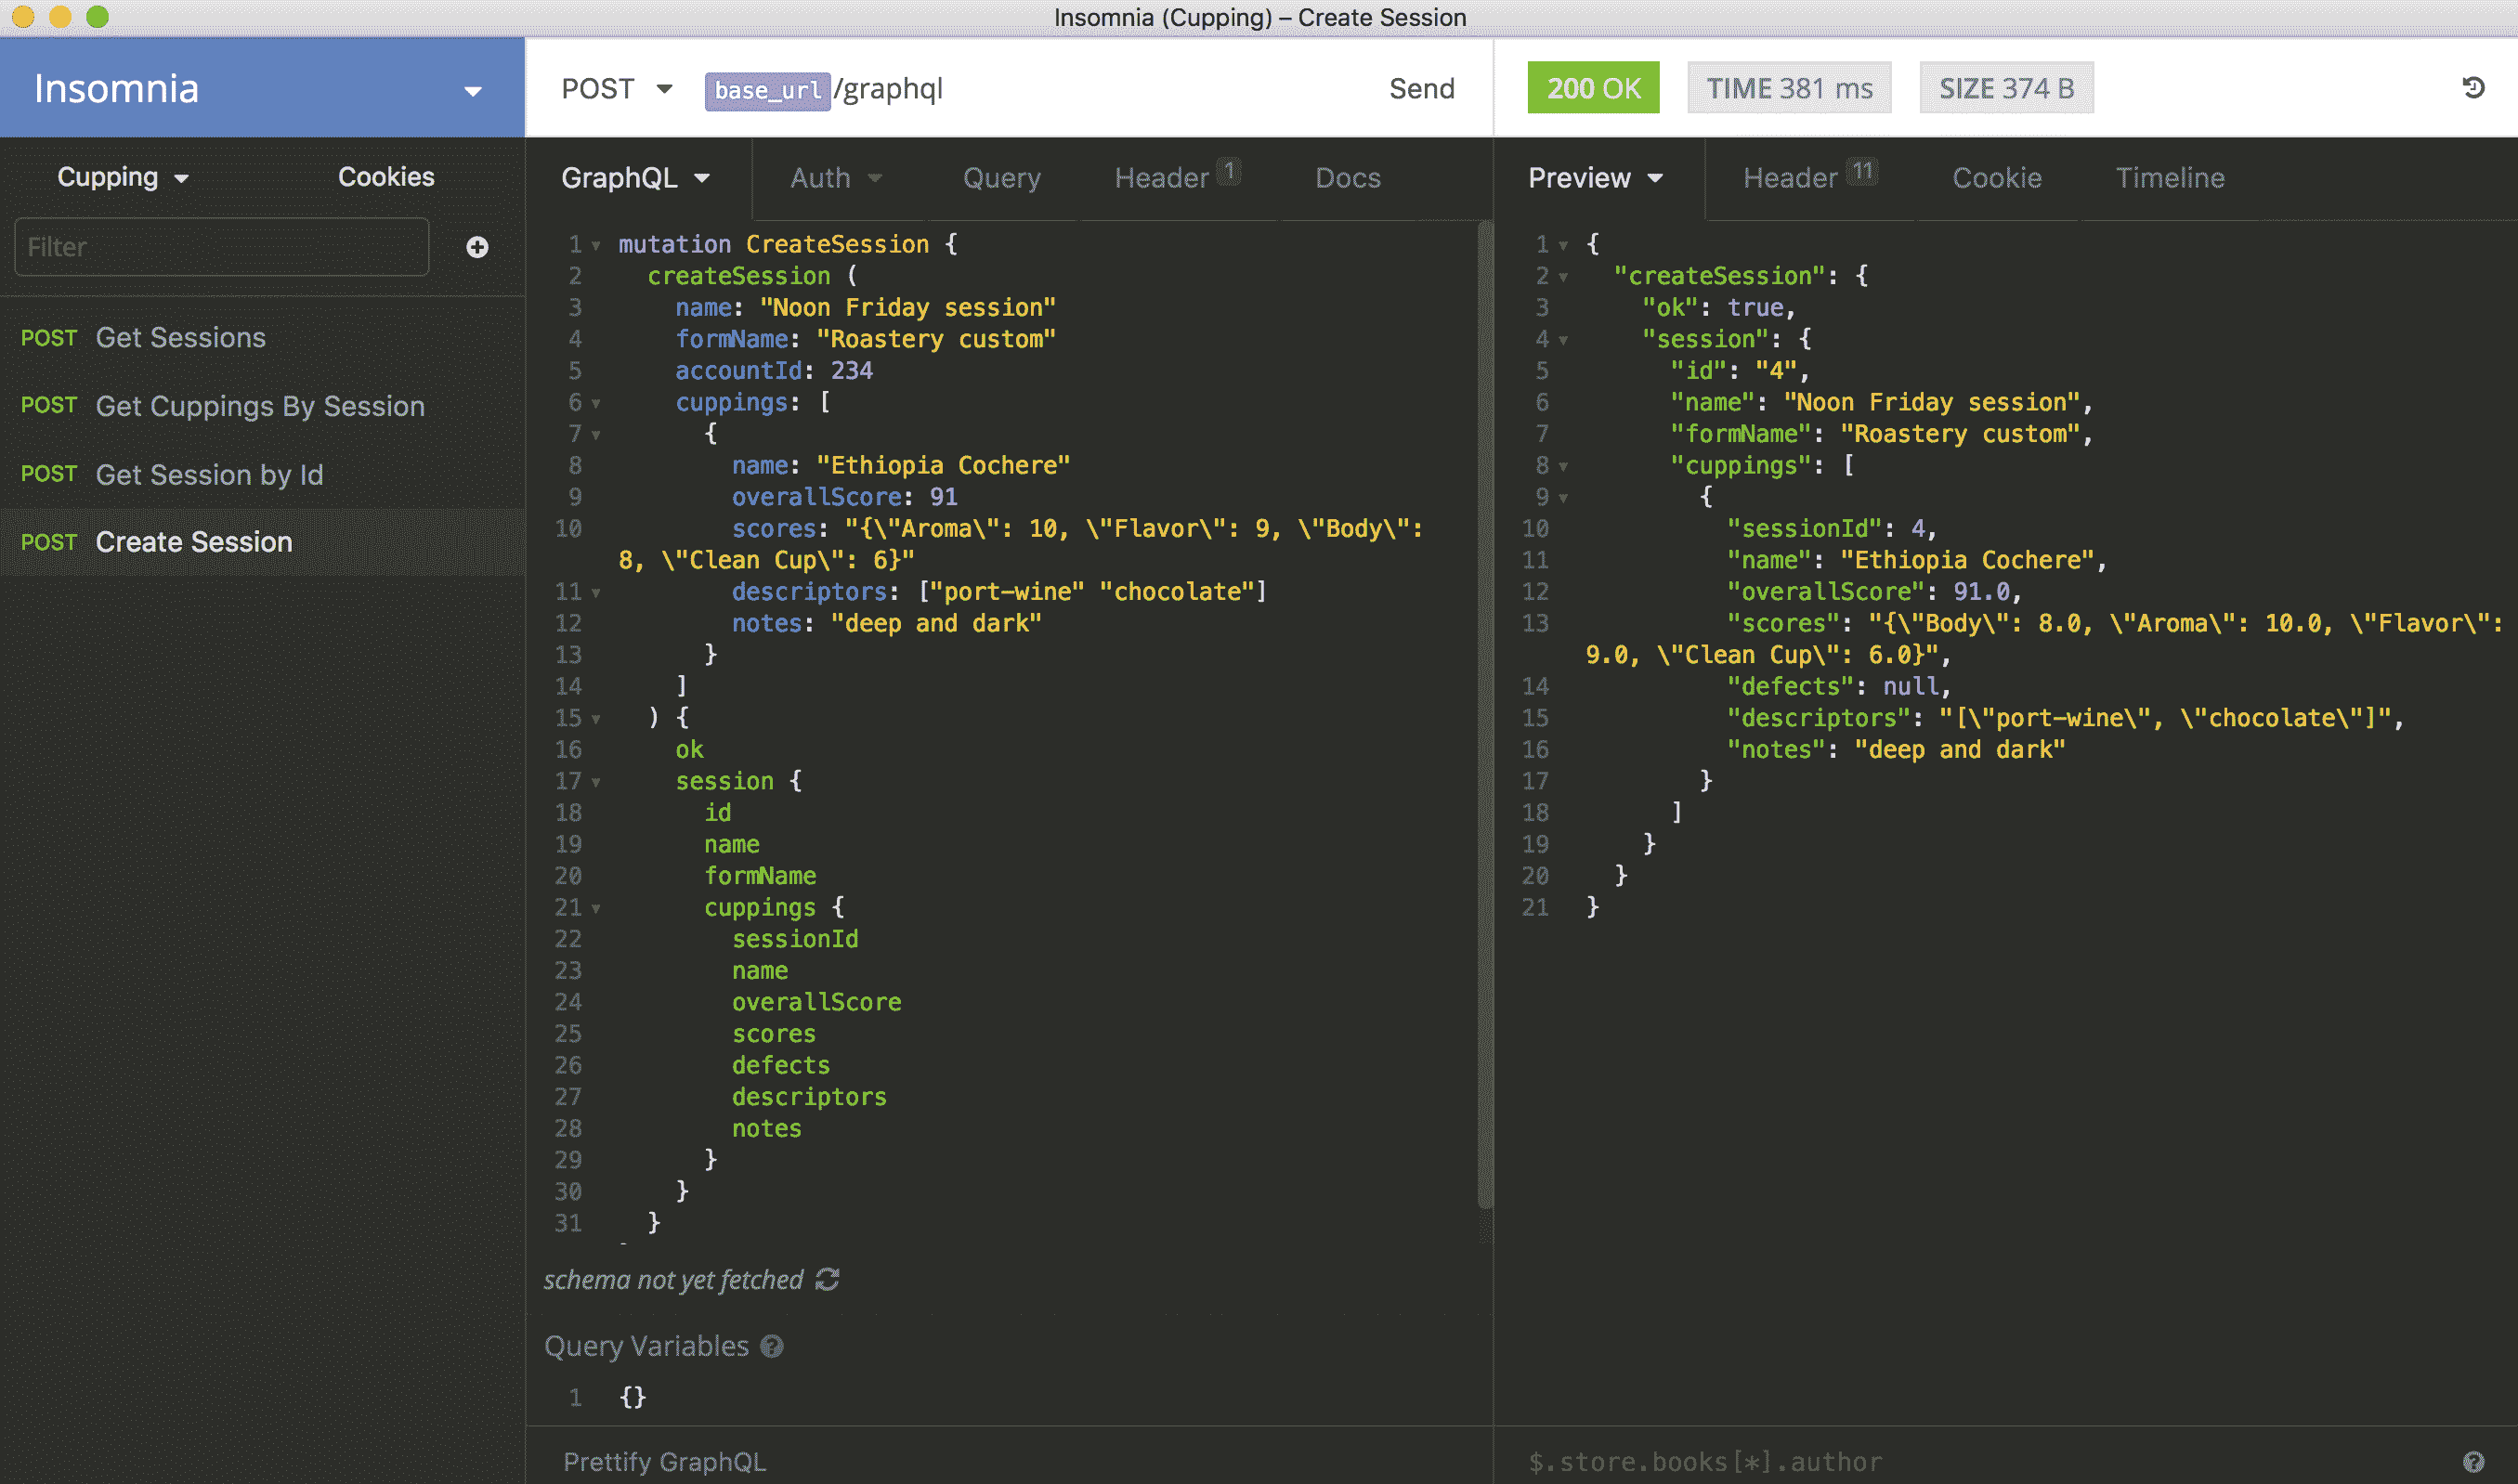 Insomnia (Cupping) – Create Session
Insomnia
POST base_url/graphql Send
200 OK TIME 381 ms SIZE 374 B
Cupping Cookies
Filter
POST Get Sessions
POST Get Cuppings By Session
POST Get Session by Id
POST Create Session
GraphQL Auth Query Header 1 Docs
1 mutation CreateSession {
2 createSession (
3 name: "Noon Friday session"
4 formName: "Roastery custom"
5 accountId: 234
6 cuppings: [
7 {
8 name: "Ethiopia Cochere"
9 overallScore: 91
10 scores: "{\"Aroma\": 10, \"Flavor\": 9, \"Body\":
8, \"Clean Cup\": 6}"
11 descriptors: ["port-wine" "chocolate"]
12 notes: "deep and dark"
13 }
14 ]
15 ) {
16 ok
17 session {
18 id
19 name
20 formName
21 cuppings {
22 sessionId
23 name
24 overallScore
25 scores
26 defects
27 descriptors
28 notes
29 }
30 }
31 }
schema not yet fetched
Query Variables
1 {}
Prettify GraphQL
Preview Header 11 Cookie Timeline
1 {
2 "createSession": {
3 "ok": true,
4 "session": {
5 "id": "4",
6 "name": "Noon Friday session",
7 "formName": "Roastery custom",
8 "cuppings": [
9 {
10 "sessionId": 4,
11 "name": "Ethiopia Cochere",
12 "overallScore": 91.0,
13 "scores": "{\"Body\": 8.0, \"Aroma\": 10.0, \"Flavor\":
9.0, \"Clean Cup\": 6.0}",
14 "defects": null,
15 "descriptors": "[\"port-wine\", \"chocolate\"]",
16 "notes": "deep and dark"
17 }
18 ]
19 }
20 }
21 }
$.store.books[*].author